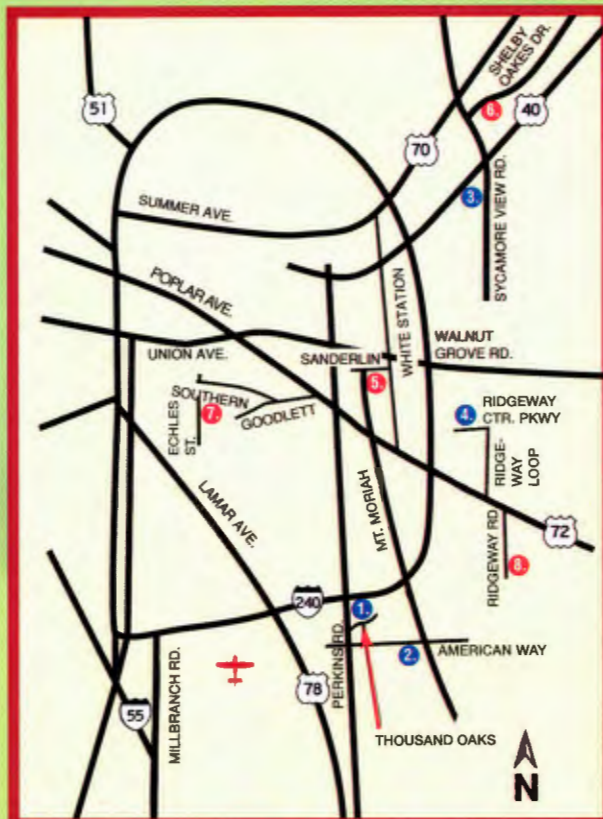 SHELBY
OAKES DR.
51
6.
40
70
SUMMER AVE.
3.
SYCAMORE VIEW RD.
POPLAR AVE.
WHITE STATION
WALNUT
GROVE RD.
UNION AVE.
SANDERLIN
5.
SOUTHERN
7.
GOODLETT
ECHLES
ST.
4.
RIDGEWAY
CTR. PKWY
RIDGE-
WAY
LOOP
LAMAR AVE.
MT. MORIAH
72
RIDGEWAY RD.
8.
240
1.
PERKINS RD.
2.
AMERICAN WAY
MILLBRANCH RD.
78
55
THOUSAND OAKS
N